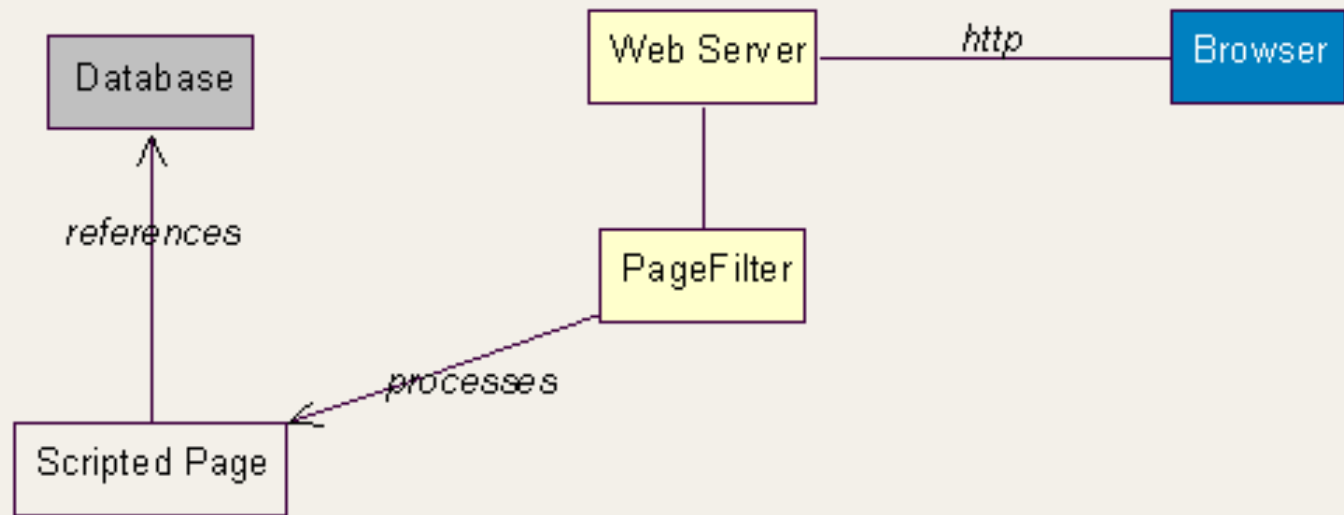 Web Server
http
Browser
Database
references
PageFilter
processes
Scripted Page